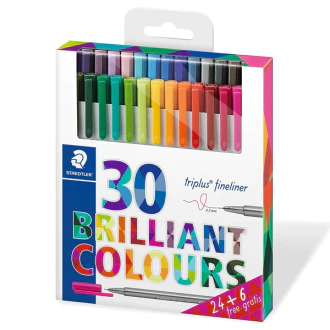 STAEDTLER
30
triplus® fineliner
0.3 mm
BRILLIANT
COLOURS
24+6
free·gratis